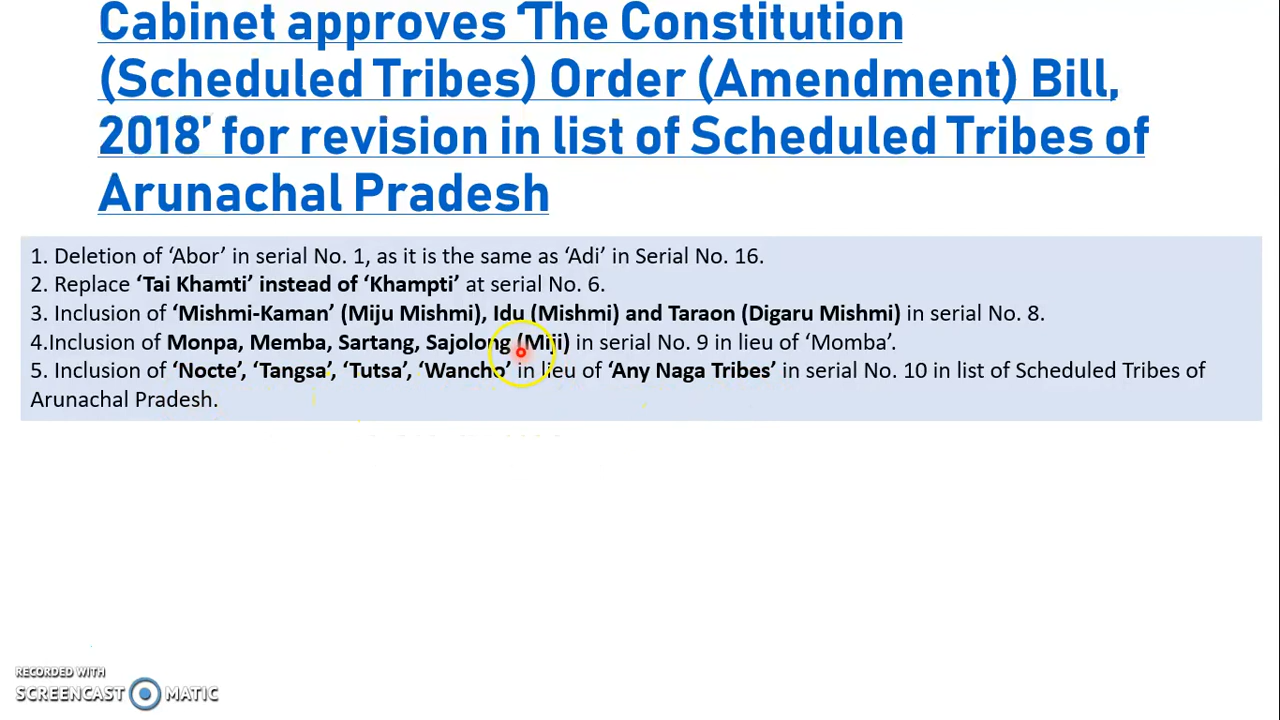 Cabinet approves ‘The Constitution
(Scheduled Tribes) Order (Amendment) Bill,
2018’ for revision in list of Scheduled Tribes of
Arunachal Pradesh
1. Deletion of ‘Abor’ in serial No. 1, as it is the same as ‘Adi’ in Serial No. 16.
2. Replace ‘Tai Khamti’ instead of ‘Khampti’ at serial No. 6.
3. Inclusion of ‘Mishmi-Kaman’ (Miju Mishmi), Idu (Mishmi) and Taraon (Digaru Mishmi) in serial No. 8.
4.Inclusion of Monpa, Memba, Sartang, Sajolong (Miji) in serial No. 9 in lieu of ‘Momba’.
5. Inclusion of ‘Nocte’, ‘Tangsa’, ‘Tutsa’, ‘Wancho’ in lieu of ‘Any Naga Tribes’ in serial No. 10 in list of Scheduled Tribes of
Arunachal Pradesh.
RECORDED WITH
SCREENCAST MATIC